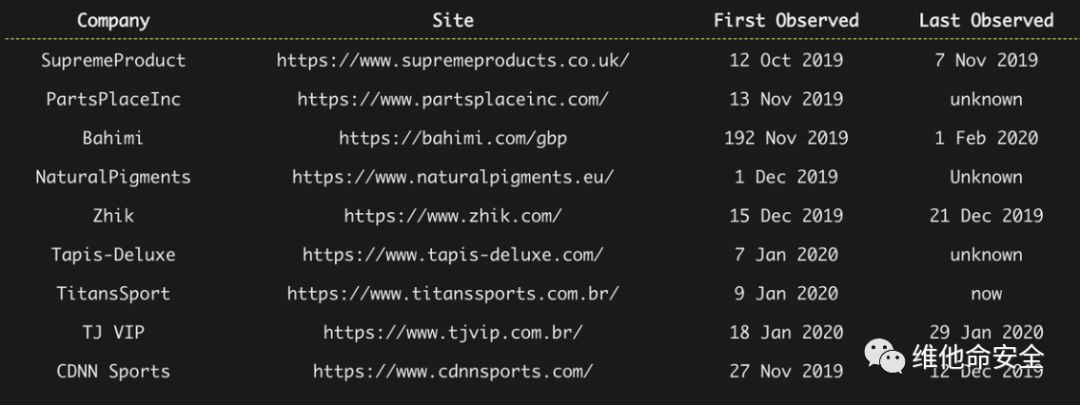 Company Site First Observed Last Observed
SupremeProduct https://www.supremeproducts.co.uk/ 12 Oct 2019 7 Nov 2019
PartsPlaceInc https://www.partsplaceinc.com/ 13 Nov 2019 unknown
Bahimi https://bahimi.com/gbp 192 Nov 2019 1 Feb 2020
NaturalPigments https://www.naturalpigments.eu/ 1 Dec 2019 Unknown
Zhik https://www.zhik.com/ 15 Dec 2019 21 Dec 2019
Tapis-Deluxe https://www.tapis-deluxe.com/ 7 Jan 2020 unknown
TitansSport https://www.titanssports.com.br/ 9 Jan 2020 now
TJ VIP https://www.tjvip.com.br/ 18 Jan 2020 29 Jan 2020
CDNN Sports https://www.cdnnsports.com/ 27 Nov 2019 12 Dec 2019
维他命安全